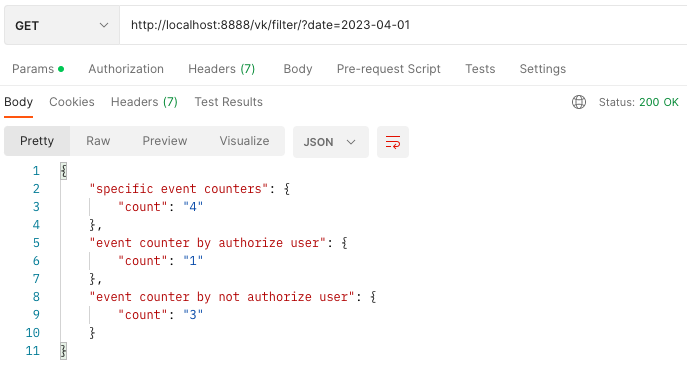 GET http://localhost:8888/vk/filter/?date=2023-04-01
Params Authorization Headers (7) Body Pre-request Script Tests Settings
Body Cookies Headers (7) Test Results Status: 200 OK
Pretty Raw Preview Visualize JSON
1 {
2 "specific event counters": {
3 "count": "4"
4 },
5 "event counter by authorize user": {
6 "count": "1"
7 },
8 "event counter by not authorize user": {
9 "count": "3"
10 }
11 }